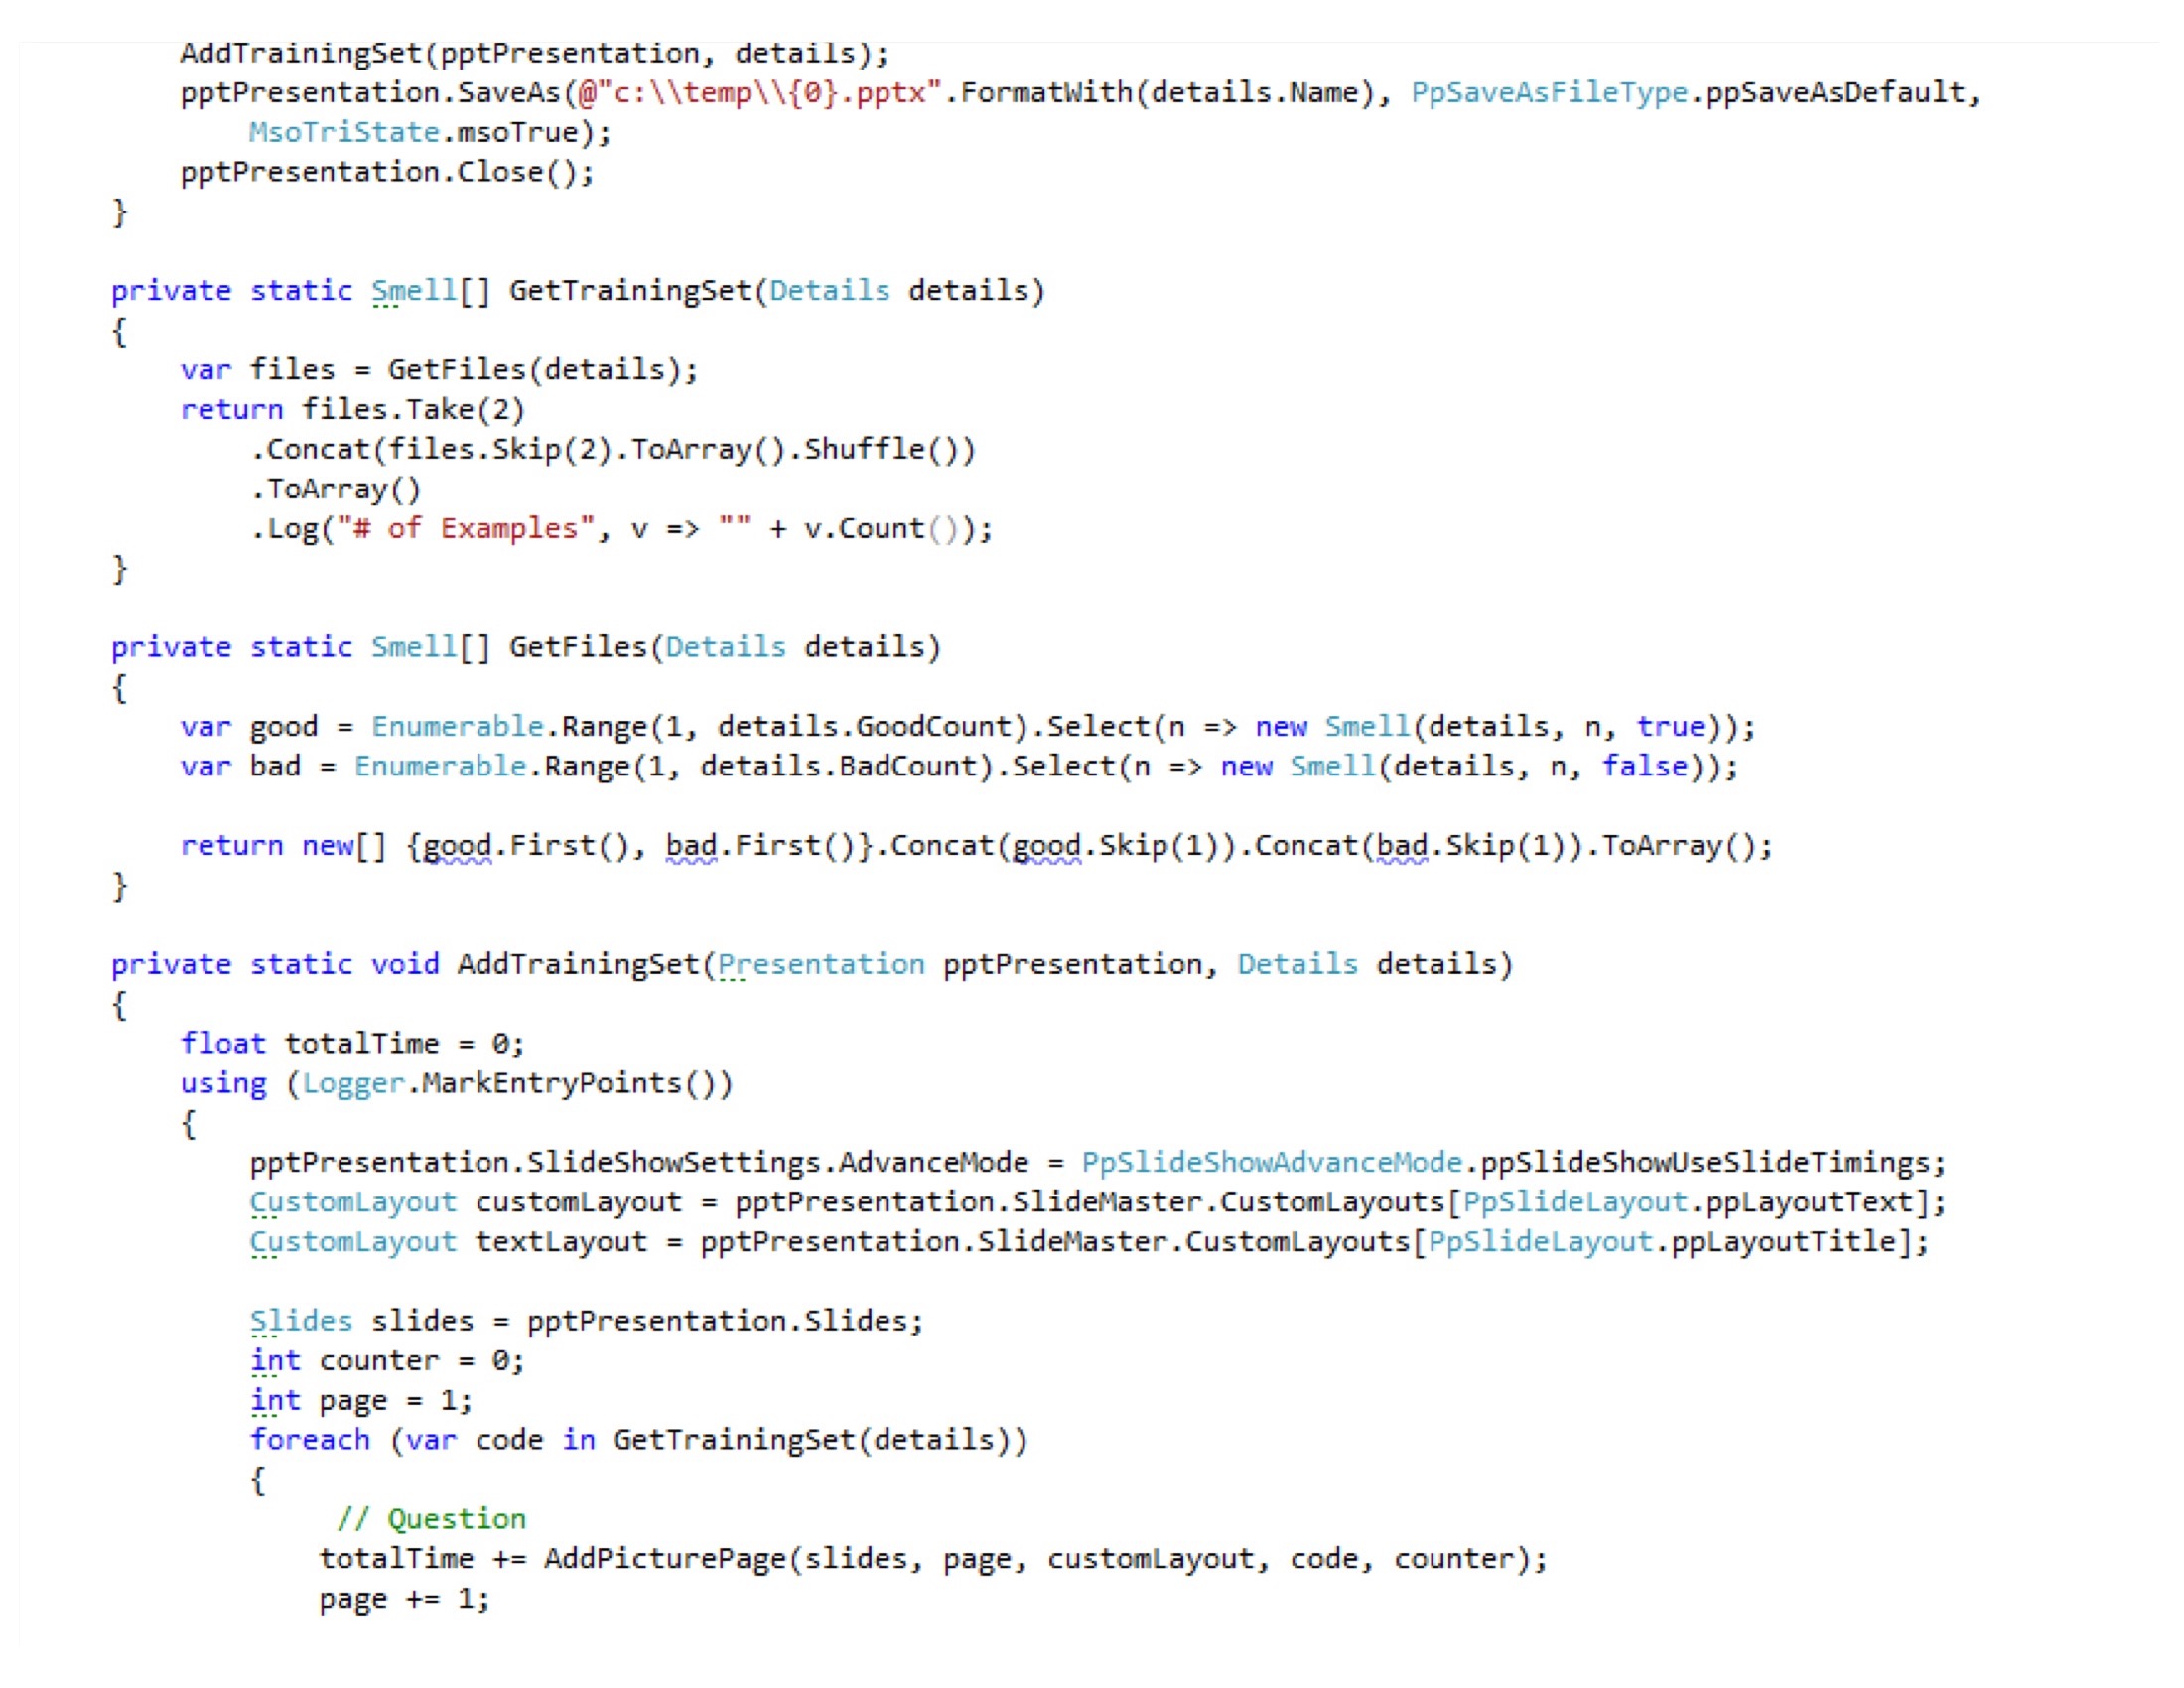 AddTrainingSet(pptPresentation, details);
pptPresentation.SaveAs(@"c:\\temp\\{0}.pptx".FormatWith(details.Name), PpSaveAsFileType.ppSaveAsDefault,
MsoTriState.msoTrue);
pptPresentation.Close();
}
private static Smell[] GetTrainingSet(Details details)
{
var files = GetFiles(details);
return files.Take(2)
.Concat(files.Skip(2).ToArray().Shuffle())
.ToArray()
.Log("# of Examples", v => "" + v.Count());
}
private static Smell[] GetFiles(Details details)
{
var good = Enumerable.Range(1, details.GoodCount).Select(n => new Smell(details, n, true));
var bad = Enumerable.Range(1, details.BadCount).Select(n => new Smell(details, n, false));
return new[] {good.First(), bad.First()}.Concat(good.Skip(1)).Concat(bad.Skip(1)).ToArray();
}
private static void AddTrainingSet(Presentation pptPresentation, Details details)
{
float totalTime = 0;
using (Logger.MarkEntryPoints())
{
pptPresentation.SlideShowSettings.AdvanceMode = PpSlideShowAdvanceMode.ppSlideShowUseSlideTimings;
CustomLayout customLayout = pptPresentation.SlideMaster.CustomLayouts[PpSlideLayout.ppLayoutText];
CustomLayout textLayout = pptPresentation.SlideMaster.CustomLayouts[PpSlideLayout.ppLayoutTitle];
Slides slides = pptPresentation.Slides;
int counter = 0;
int page = 1;
foreach (var code in GetTrainingSet(details))
{
// Question
totalTime += AddPicturePage(slides, page, customLayout, code, counter);
page += 1;